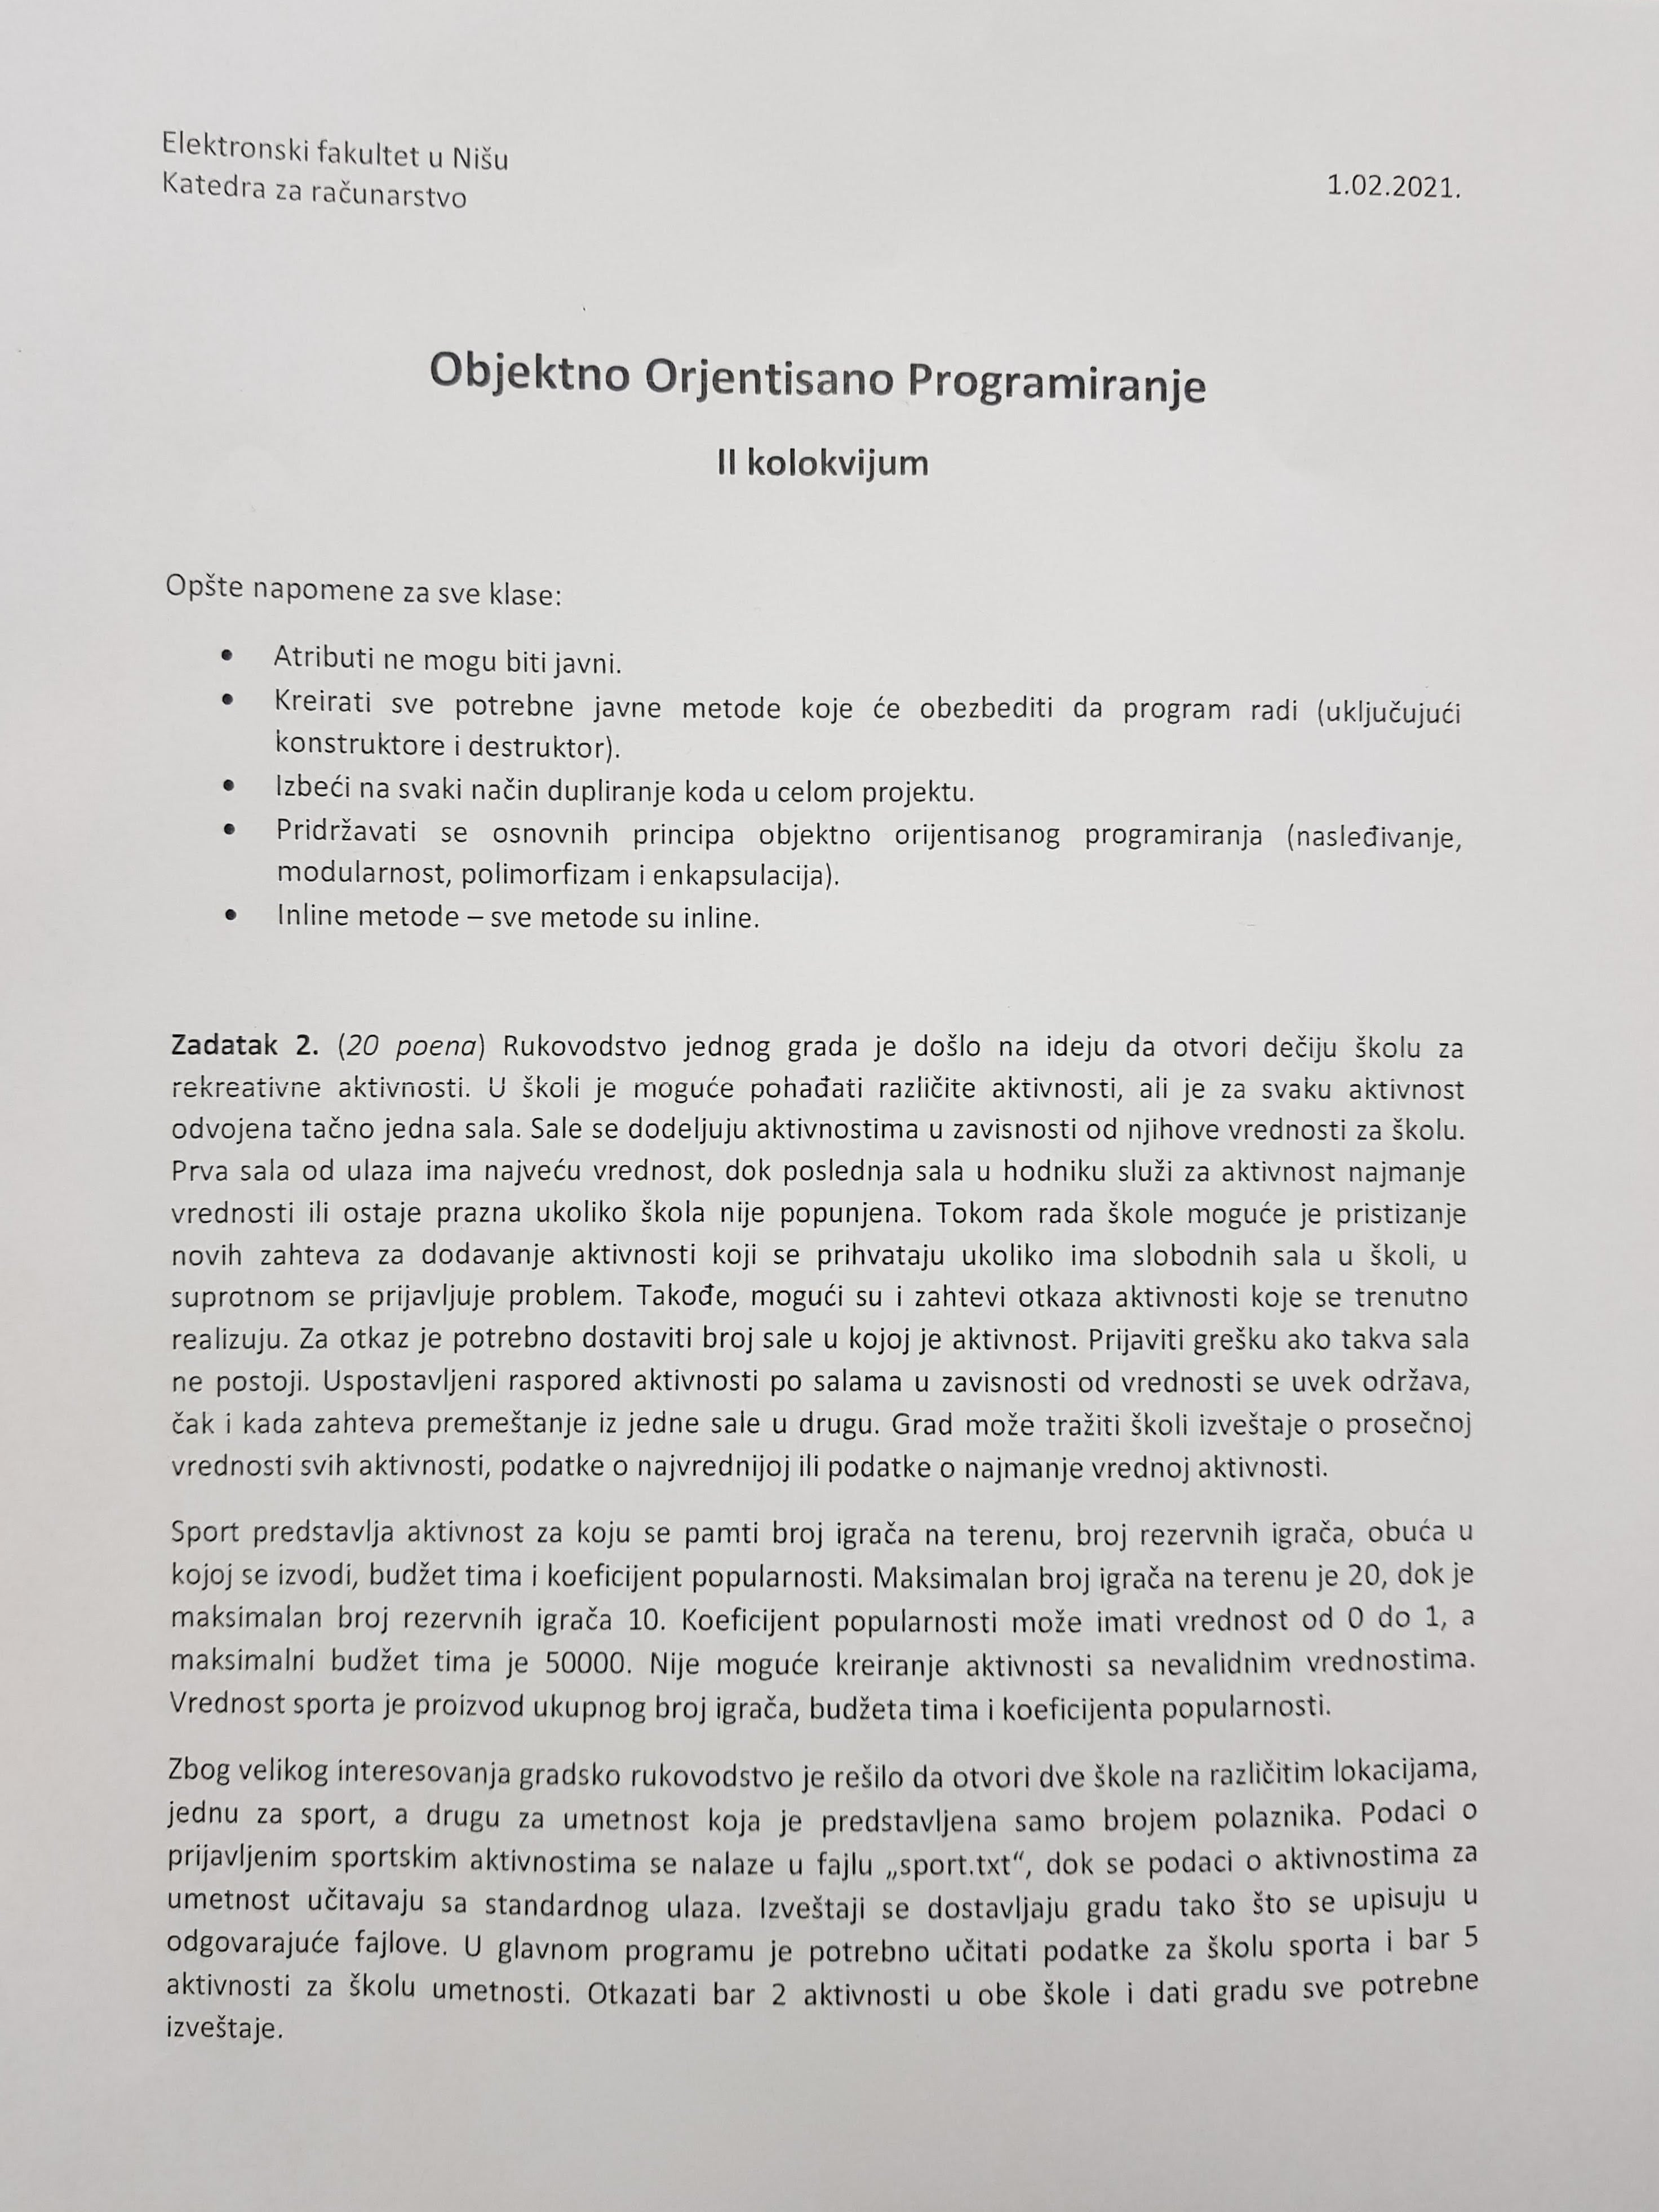 Elektronski fakultet u Nišu
Katedra za računarstvo
1.02.2021.
Objektno Orjentisano Programiranje
II kolokvijum
Opšte napomene za sve klase:
• Atributi ne mogu biti javni.
• Kreirati sve potrebne javne metode koje će obezbediti da program radi (uključujući
konstruktore i destruktor).
• Izbeći na svaki način dupliranje koda u celom projektu.
• Pridržavati se osnovnih principa objektno orijentisanog programiranja (nasleđivanje,
modularnost, polimorfizam i enkapsulacija).
• Inline metode – sve metode su inline.
Zadatak 2. (20 poena) Rukovodstvo jednog grada je došlo na ideju da otvori dečiju školu za
rekreativne aktivnosti. U školi je moguće pohađati različite aktivnosti, ali je za svaku aktivnost
odvojena tačno jedna sala. Sale se dodeljuju aktivnostima u zavisnosti od njihove vrednosti za školu.
Prva sala od ulaza ima najveću vrednost, dok poslednja sala u hodniku služi za aktivnost najmanje
vrednosti ili ostaje prazna ukoliko škola nije popunjena. Tokom rada škole moguće je pristizanje
novih zahteva za dodavanje aktivnosti koji se prihvataju ukoliko ima slobodnih sala u školi, u
suprotnom se prijavljuje problem. Takođe, mogući su i zahtevi otkaza aktivnosti koje se trenutno
realizuju. Za otkaz je potrebno dostaviti broj sale u kojoj je aktivnost. Prijaviti grešku ako takva sala
ne postoji. Uspostavljeni raspored aktivnosti po salama u zavisnosti od vrednosti se uvek održava,
čak i kada zahteva premeštanje iz jedne sale u drugu. Grad može tražiti školi izveštaje o prosečnoj
vrednosti svih aktivnosti, podatke o najvrednijoj ili podatke o najmanje vrednoj aktivnosti.
Sport predstavlja aktivnost za koju se pamti broj igrača na terenu, broj rezervnih igrača, obuća u
kojoj se izvodi, budžet tima i koeficijent popularnosti. Maksimalan broj igrača na terenu je 20, dok je
maksimalan broj rezervnih igrača 10. Koeficijent popularnosti može imati vrednost od 0 do 1, a
maksimalni budžet tima je 50000. Nije moguće kreiranje aktivnosti sa nevalidnim vrednostima.
Vrednost sporta je proizvod ukupnog broj igrača, budžeta tima i koeficijenta popularnosti.
Zbog velikog interesovanja gradsko rukovodstvo je rešilo da otvori dve škole na različitim lokacijama,
jednu za sport, a drugu za umetnost koja je predstavljena samo brojem polaznika. Podaci o
prijavljenim sportskim aktivnostima se nalaze u fajlu „sport.txt“, dok se podaci o aktivnostima za
umetnost učitavaju sa standardnog ulaza. Izveštaji se dostavljaju gradu tako što se upisuju u
odgovarajuće fajlove. U glavnom programu je potrebno učitati podatke za školu sporta i bar 5
aktivnosti za školu umetnosti. Otkazati bar 2 aktivnosti u obe škole i dati gradu sve potrebne
izveštaje.